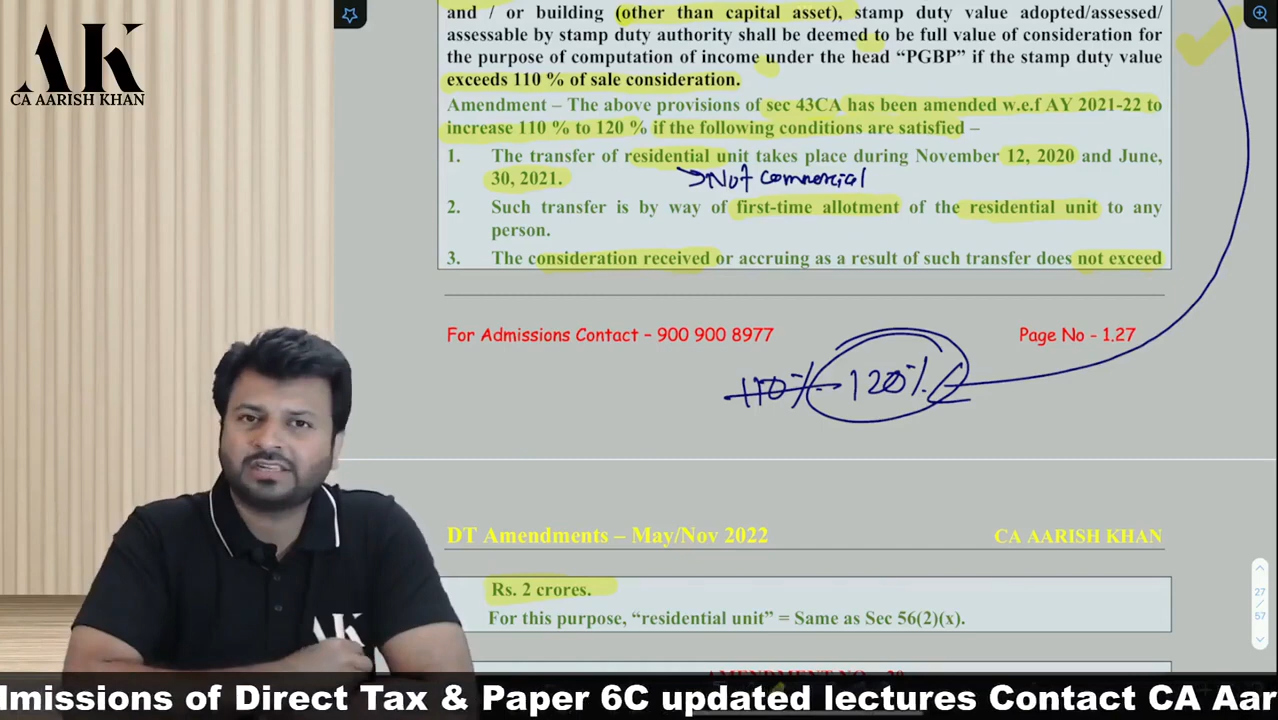 AK
CA AARISH KHAN
and / or building (other than capital asset), stamp duty value adopted/assessed/
assessable by stamp duty authority shall be deemed to be full value of consideration for
the purpose of computation of income under the head “PGBP” if the stamp duty value
exceeds 110 % of sale consideration.
Amendment – The above provisions of sec 43CA has been amended w.e.f AY 2021-22 to
increase 110 % to 120 % if the following conditions are satisfied –
1. The transfer of residential unit takes place during November 12, 2020 and June,
30, 2021.
Not commercial
2. Such transfer is by way of first-time allotment of the residential unit to any
person.
3. The consideration received or accruing as a result of such transfer does not exceed
For Admissions Contact – 900 900 8977
Page No - 1.27
110% 120%
DT Amendments – May/Nov 2022
CA AARISH KHAN
Rs. 2 crores.
For this purpose, “residential unit” = Same as Sec 56(2)(x).
27
/
57
AK
dmissions of Direct Tax & Paper 6C updated lectures Contact CA Aar